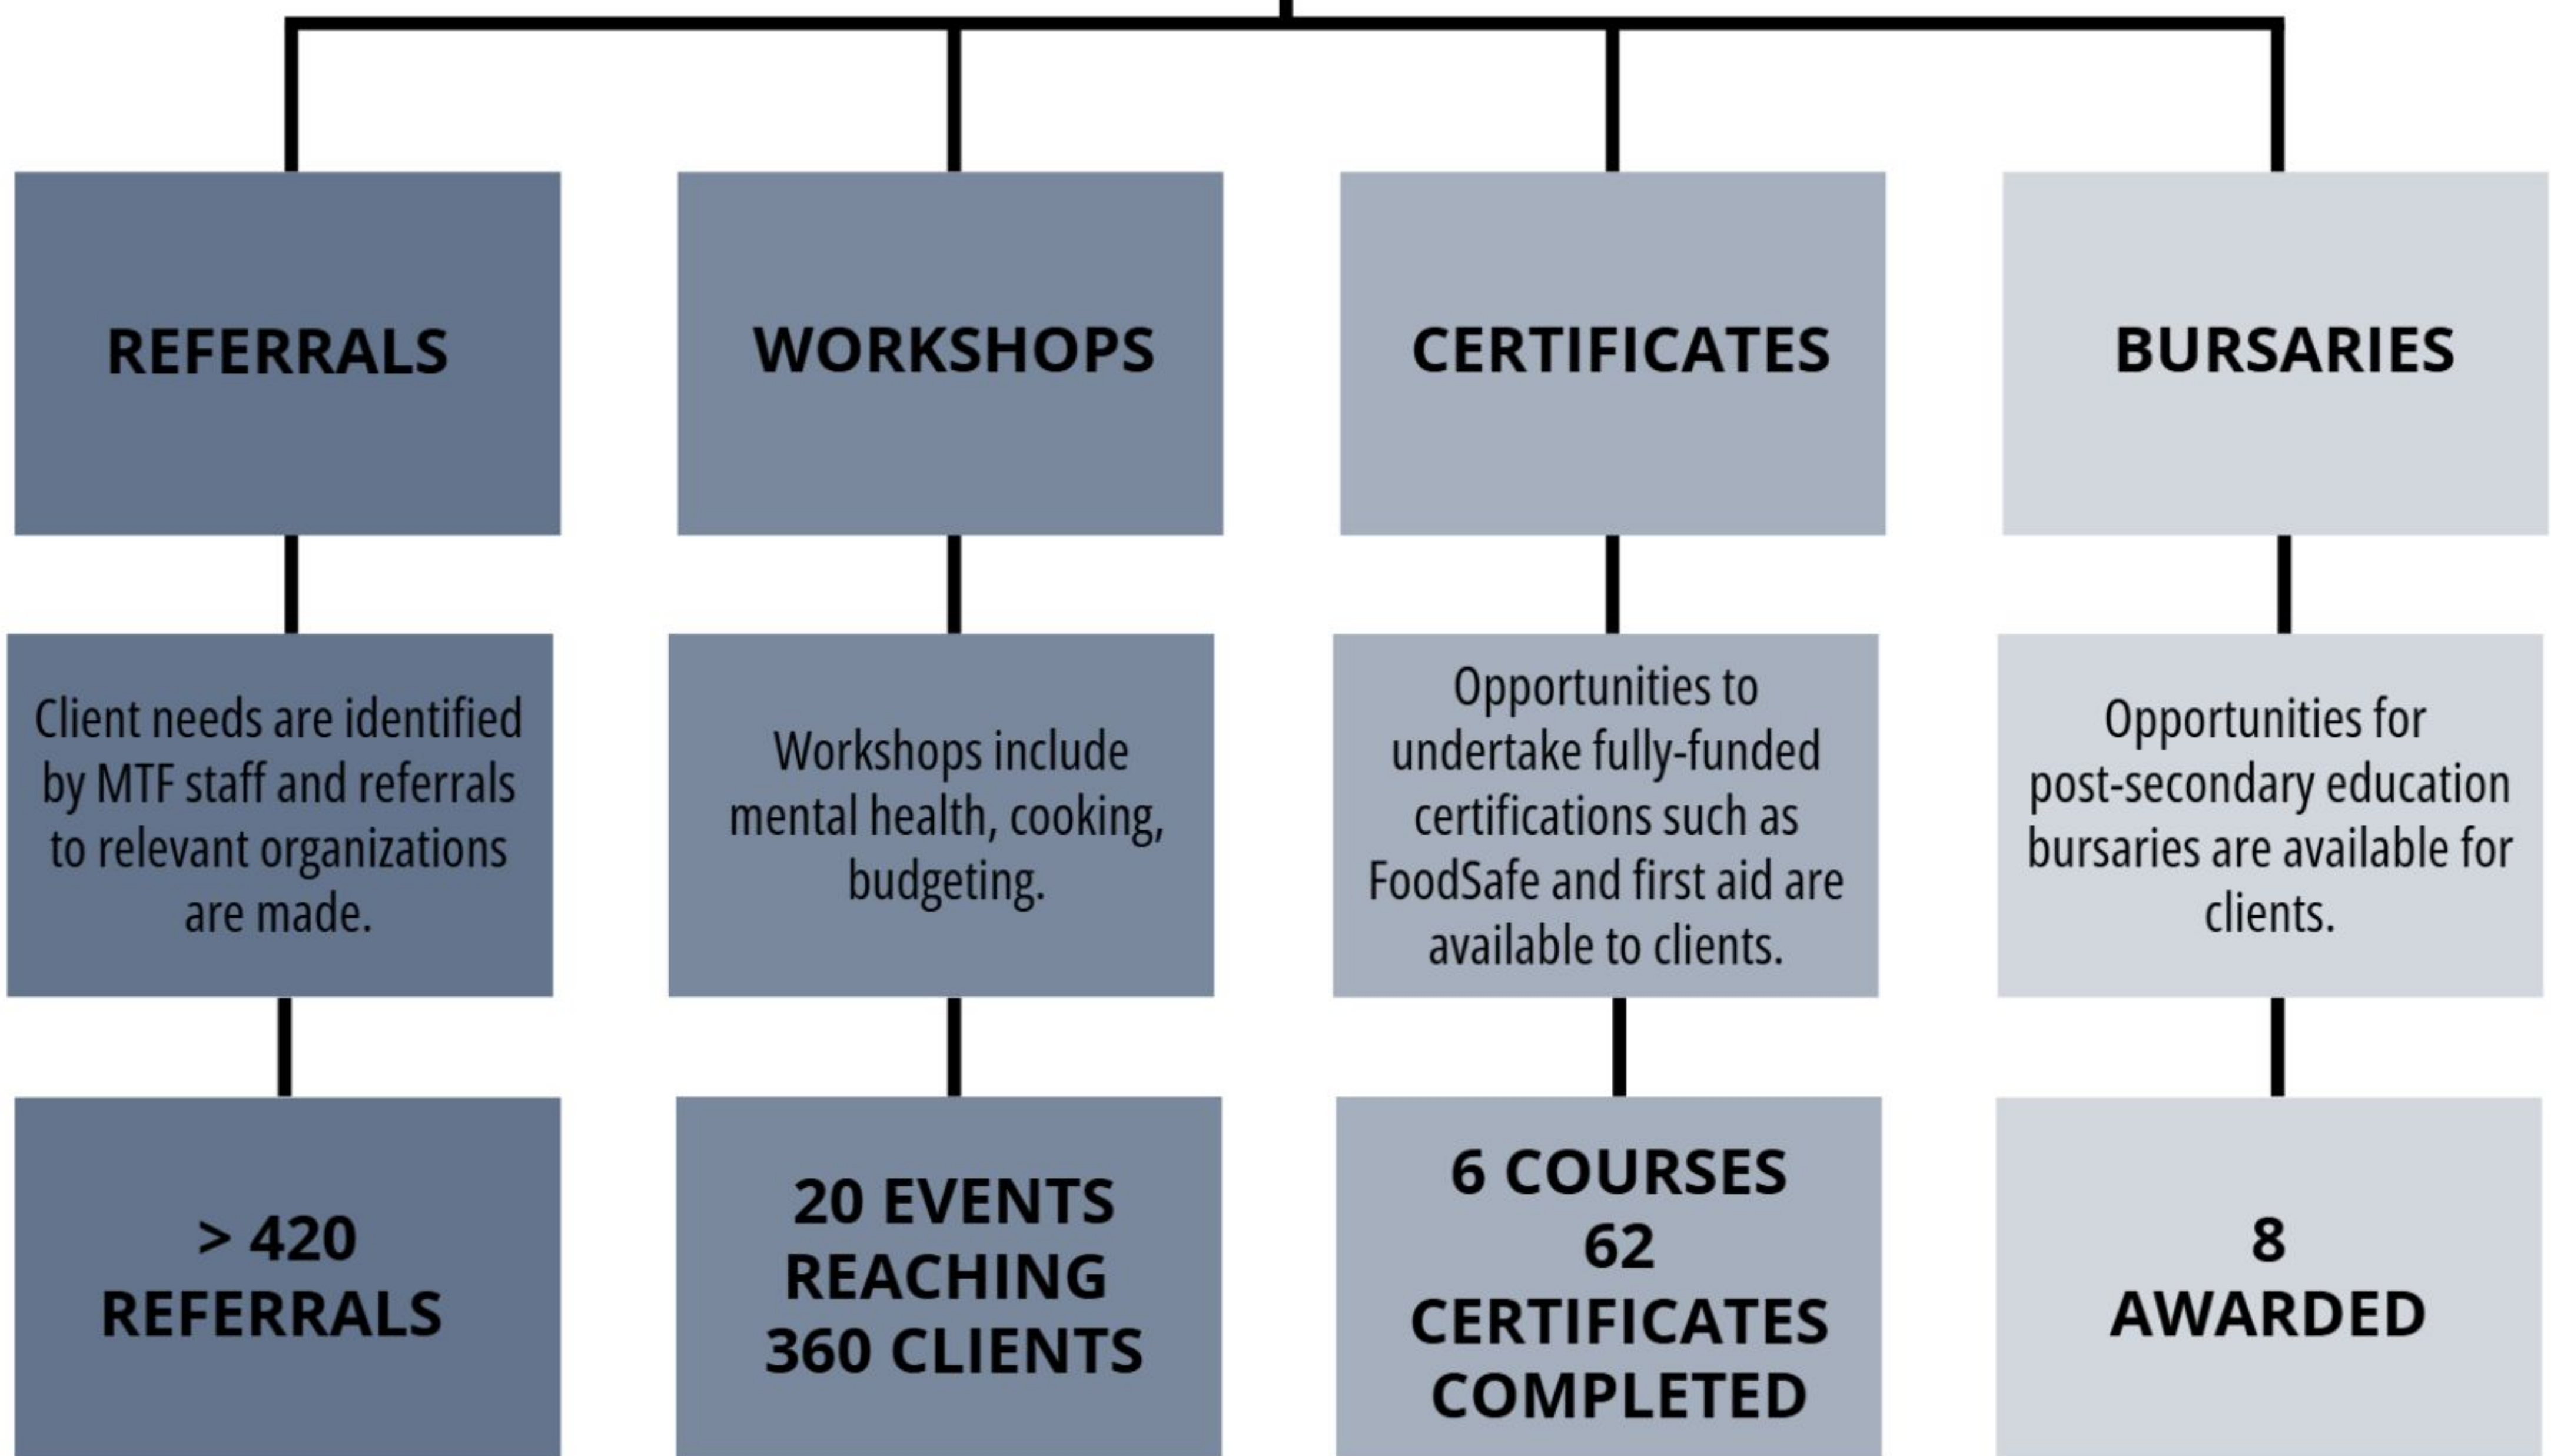 REFERRALS
WORKSHOPS
CERTIFICATES
BURSARIES
Client needs are identified
by MTF staff and referrals
to relevant organizations
are made.
Workshops include
mental health, cooking,
budgeting.
Opportunities to
undertake fully-funded
certifications such as
FoodSafe and first aid are
available to clients.
Opportunities for
post-secondary education
bursaries are available for
clients.
> 420
REFERRALS
20 EVENTS
REACHING
360 CLIENTS
6 COURSES
62
CERTIFICATES
COMPLETED
8
AWARDED